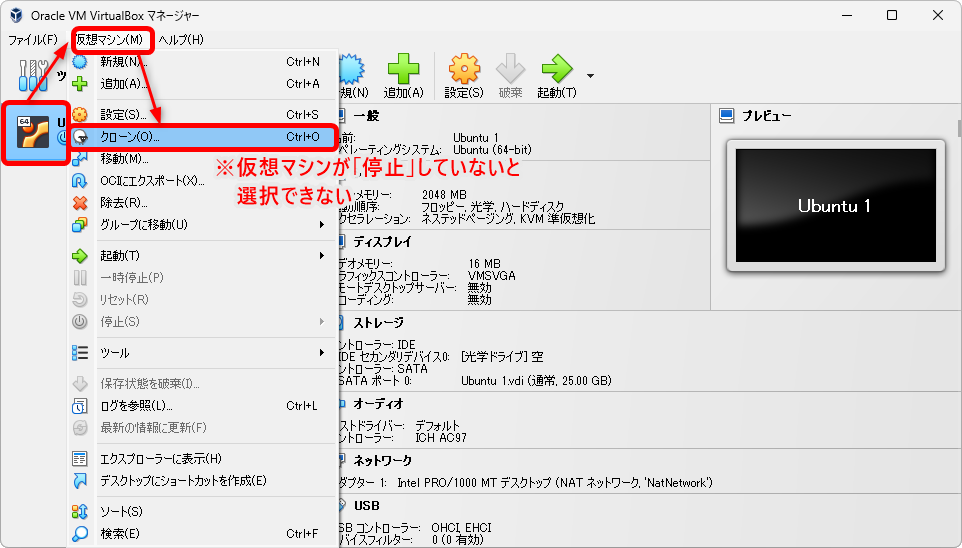 Oracle VM VirtualBox マネージャー
ファイル(F) 仮想マシン(M) ヘルプ(H)
新規(N)... Ctrl+N
追加(A)... Ctrl+A
設定(S)... Ctrl+S
クローン(O)... Ctrl+O
移動(M)...
OCIにエクスポート(X)...
除去(R)...
グループに移動(U)
起動(T)
一時停止(P)
リセット(R)
停止(S)
ツール
保存状態を破棄(I)...
ログを参照(L)... Ctrl+L
最新の情報に更新(F)
エクスプローラーに表示(H)
デスクトップにショートカットを作成(E)
ソート(S)
検索(E) Ctrl+F
ツ
64
U
規(N) 追加(A) 設定(S) 破棄 起動(T)
一般
名前: Ubuntu 1
ペレーティングシステム: Ubuntu (64-bit)
※仮想マシンが「停止」していないと
選択できない
メモリー: 2048 MB
動順序: フロッピー, 光学, ハードディスク
クセラレーション: ネステッドページング, KVM 準仮想化
ディスプレイ
デオメモリー: 16 MB
ラフィックスコントローラー: VMSVGA
モートデスクトップサーバー: 無効
コーディング: 無効
ストレージ
ントローラー: IDE
IDE セカンダリデバイス0: [光学ドライブ] 空
ントローラー: SATA
SATA ポート 0: Ubuntu 1.vdi (通常, 25.00 GB)
オーディオ
ストドライバー: デフォルト
ントローラー: ICH AC97
ネットワーク
ダプター 1: Intel PRO/1000 MT デスクトップ (NAT ネットワーク, 'NatNetwork')
USB
SB コントローラー: OHCI, EHCI
バイスフィルター: 0 (0 有効)
プレビュー
Ubuntu 1